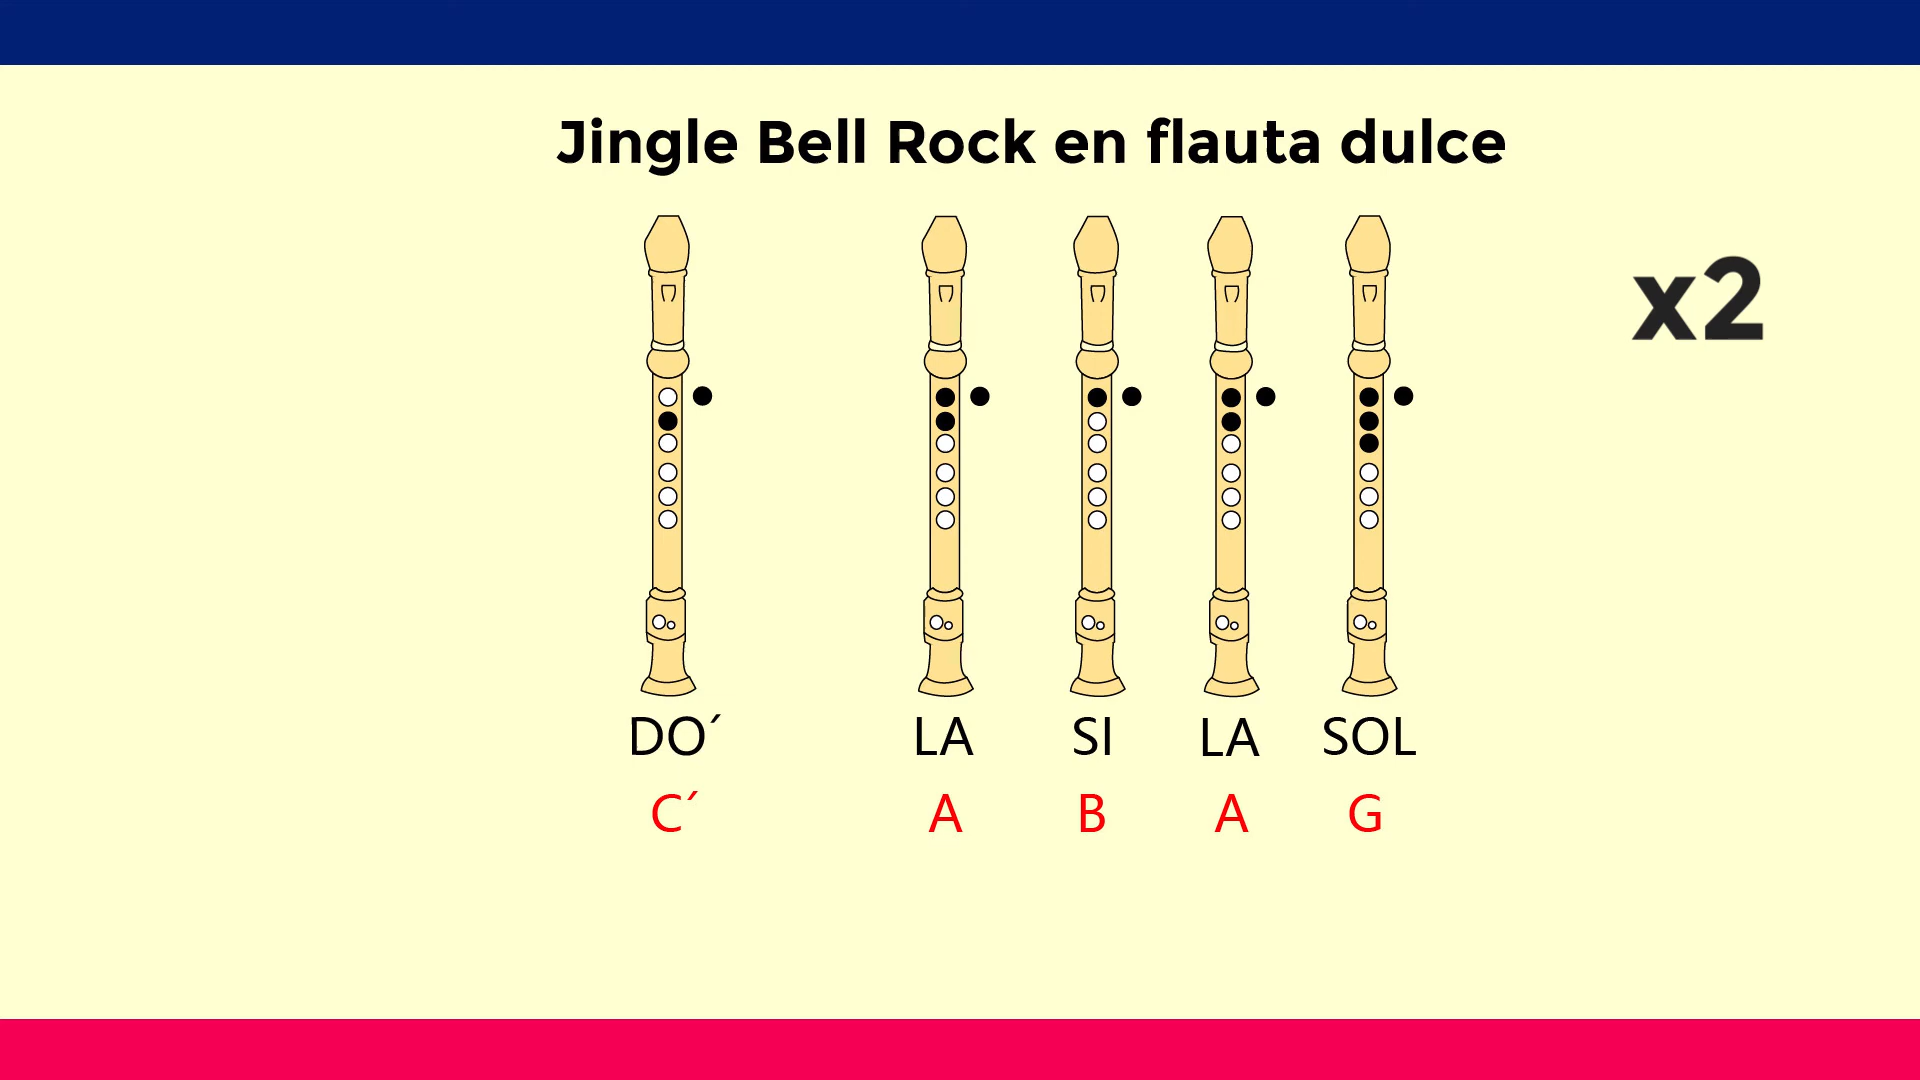 Jingle Bell Rock en flauta dulce
x2
DO´ LA SI LA SOL
C´ A B A G